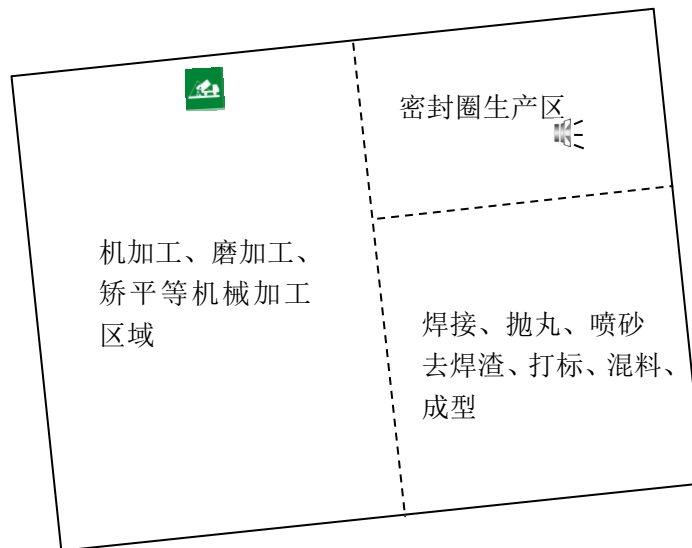 密封圈生产区
机加工、磨加工、
矫平等机械加工
区域
焊接、抛丸、喷砂
去焊渣、打标、混料、
成型